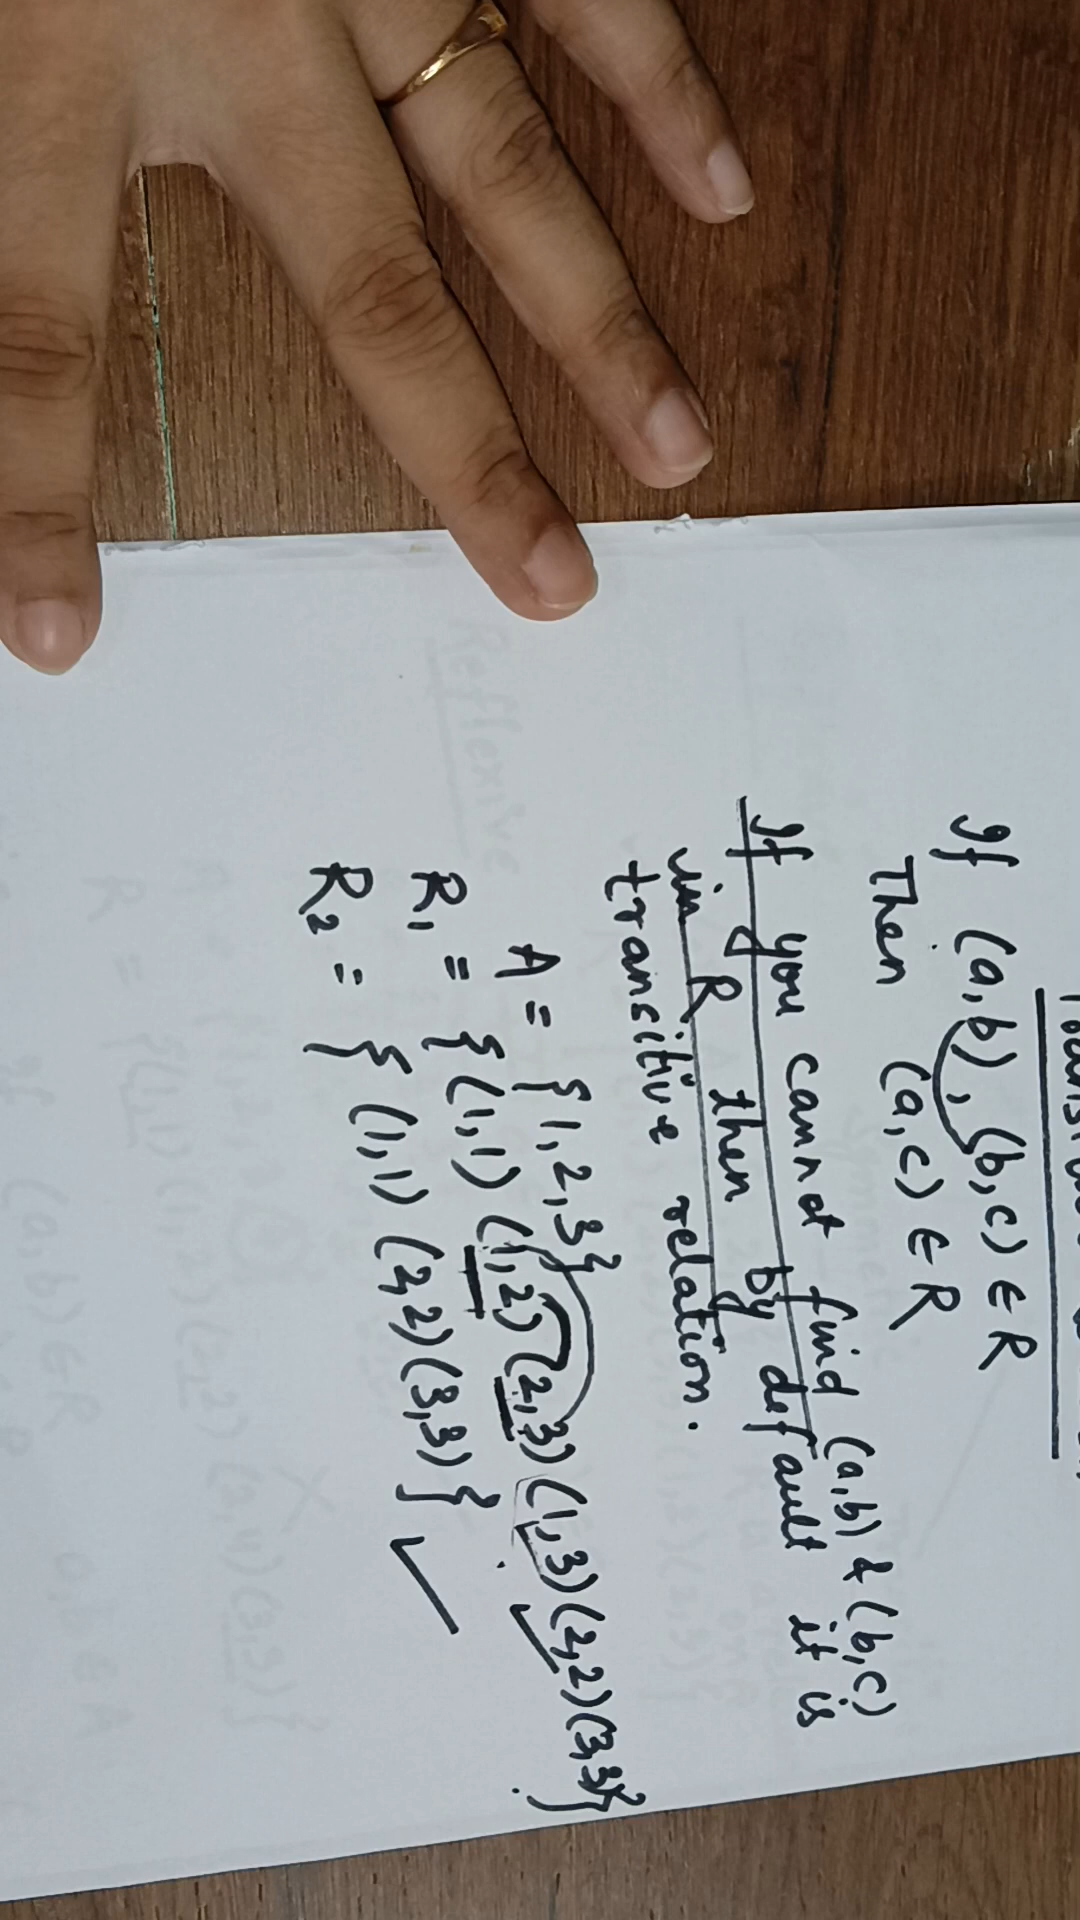 If (a,b), (b,c) ∈ R
Then (a,c) ∈ R
If you cannot find (a,b) & (b,c)
in R then by default it is
transitive relation.
A = {1,2,3}
R₁ = {(1,1) (1,2) (2,3) (1,3) (2,2) (3,3)}
R₂ = { (1,1) (2,2) (3,3)} ✓
Reflexive